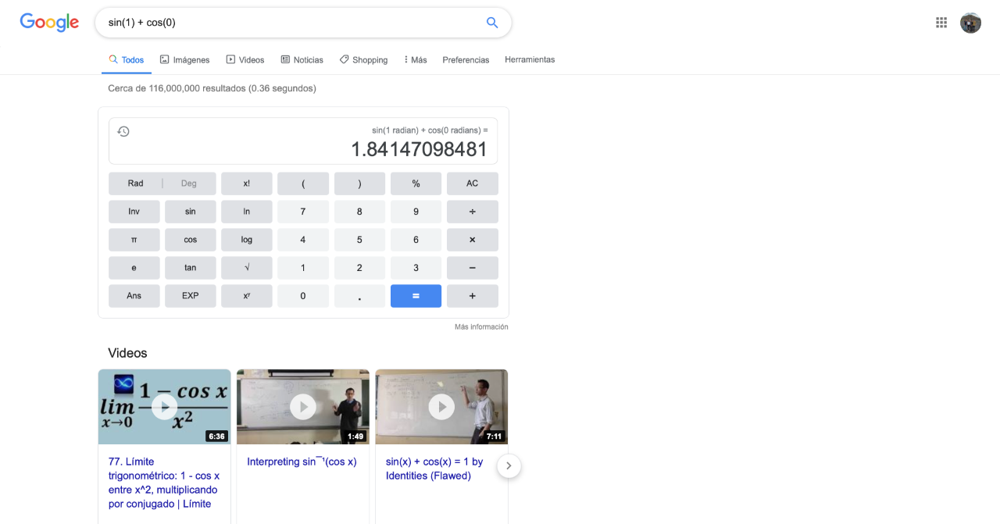 Google
sin(1) + cos(0)
Todos Imágenes Videos Noticias Shopping Más Preferencias Herramientas
Cerca de 116,000,000 resultados (0.36 segundos)
sin(1 radian) + cos(0 radians) =
1.84147098481
Rad | Deg x! ( ) % AC
Inv sin ln 7 8 9 ÷
π cos log 4 5 6 ×
e tan √ 1 2 3 −
Ans EXP xʸ 0 . = +
Más información
Videos
lim x→0 1 − cos x / x²
6:36
1:49
7:11
77. Límite
trigonométrico: 1 - cos x
entre x^2, multiplicando
por conjugado | Límite
Interpreting sin¯¹(cos x)
sin(x) + cos(x) = 1 by
Identities (Flawed)